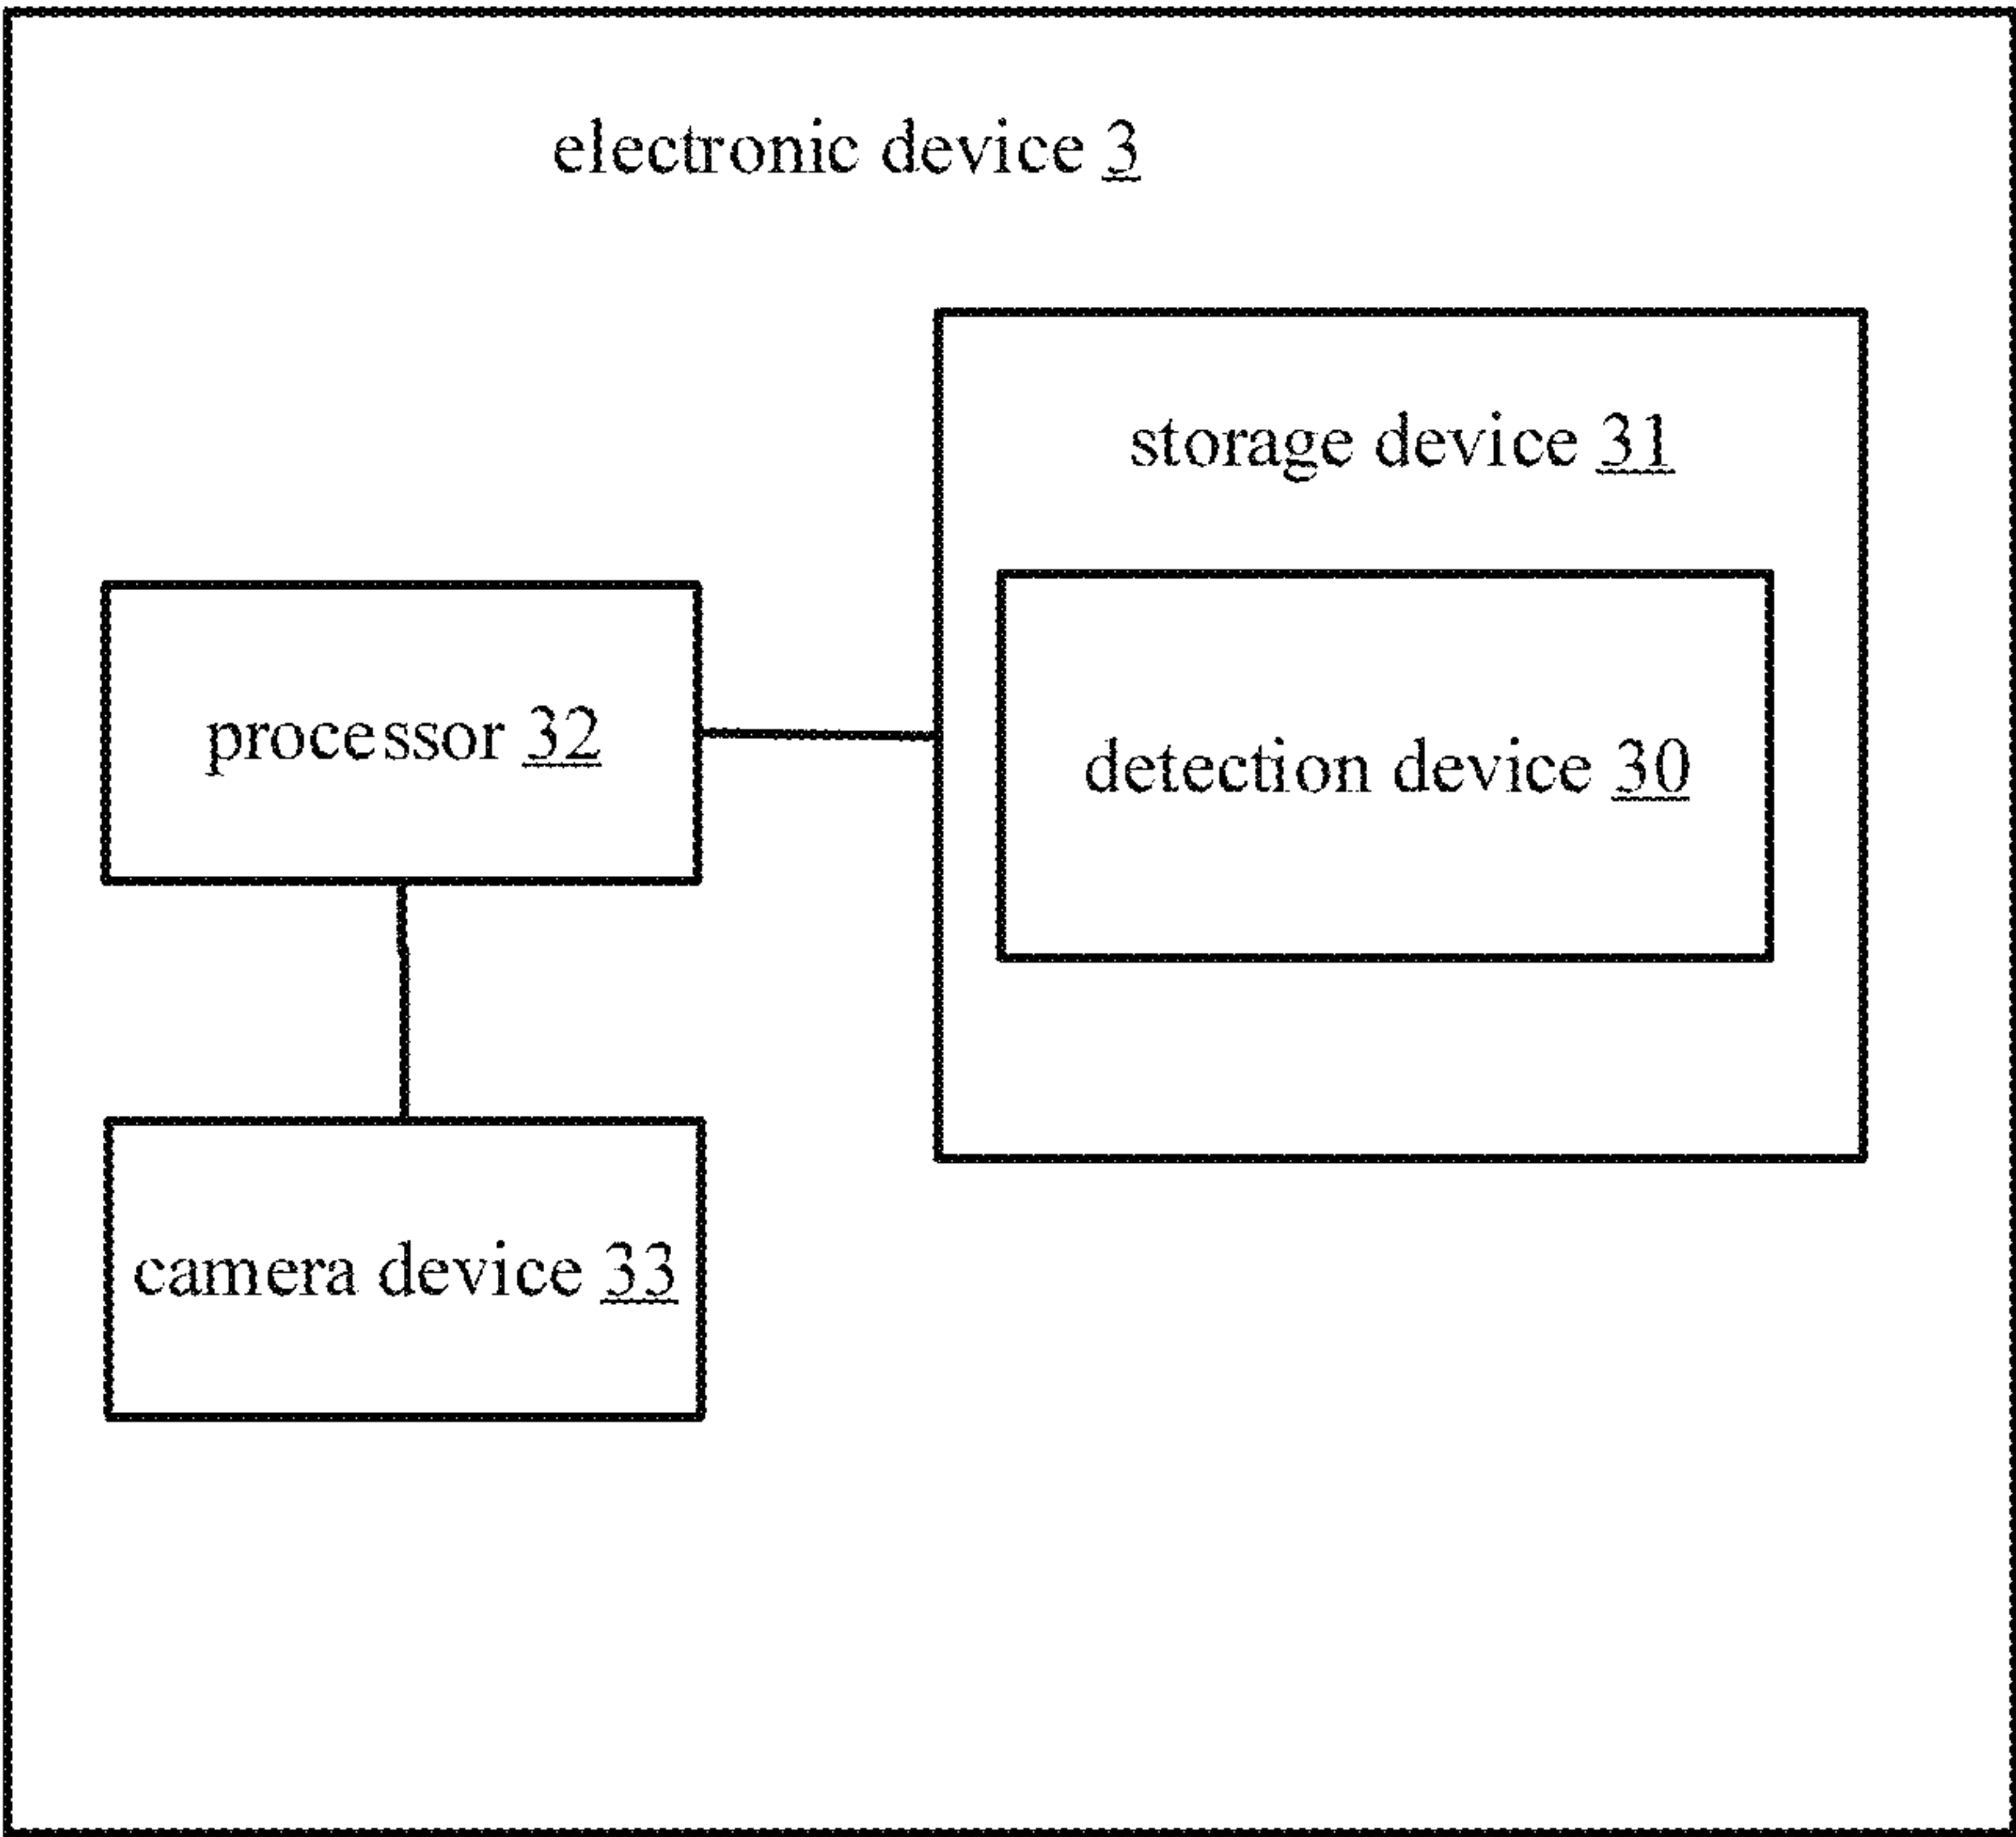 electronic device 3
storage device 31
processor 32
detection device 30
camera device 33